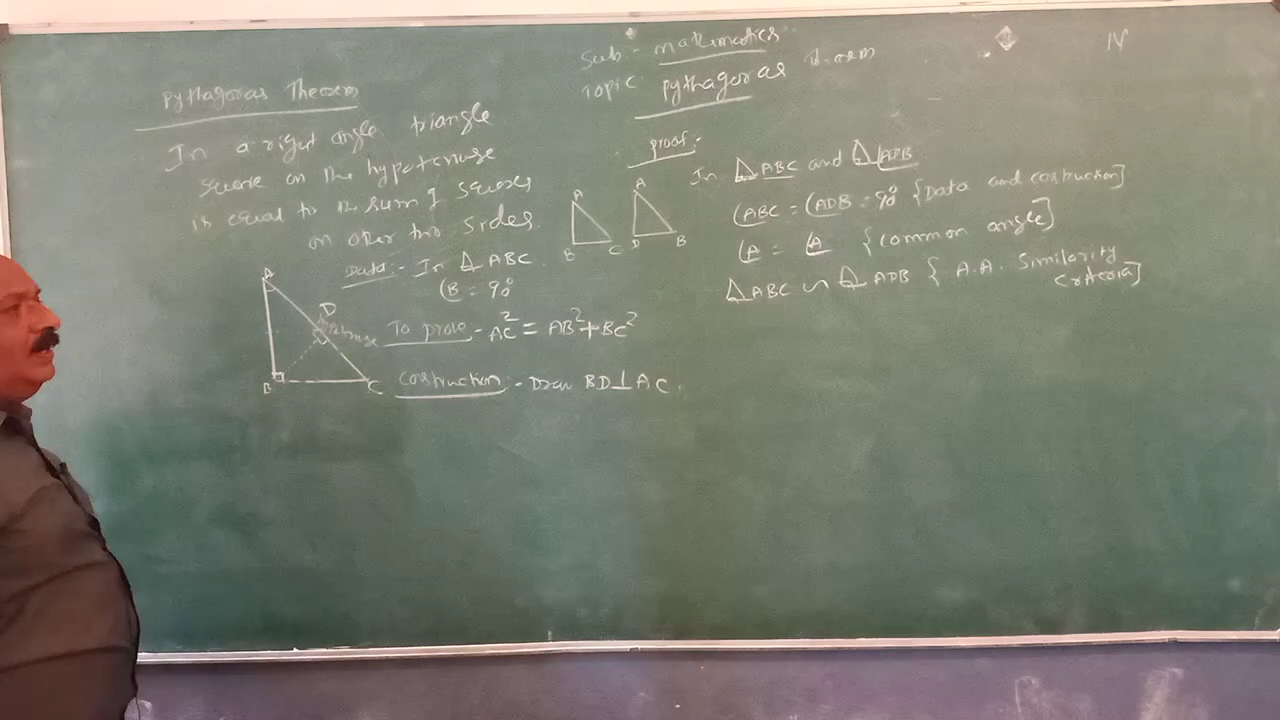 Sub - mathematics
Topic pythagoras Theorem
IV
Pythagoras Theorem
In a right angle triangle
square on the hypotenuse
is equal to the sum of squares
on other two sides.
Data:- In △ABC
∠B = 90°
To prove - AC² = AB² + BC²
Costruction - Draw BD⊥AC.
A
D
B
C
proof:-
A
B
C
A
D
B
In △ABC and △ADB
∠ABC = ∠ADB = 90° {Data and costruction]
∠A = ∠A {common angle]
△ABC ∽ △ADB { A.A. Similarity
Criteria]